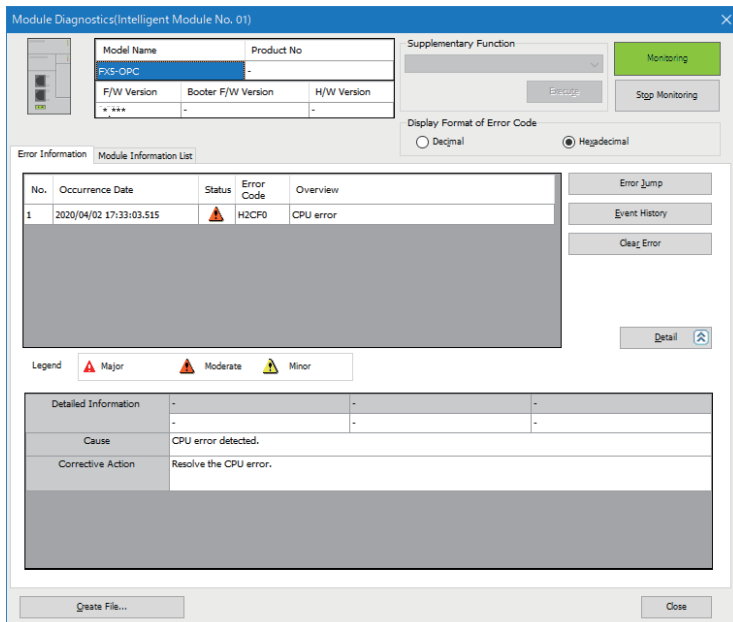 Module Diagnostics(Intelligent Module No. 01)
Model Name Product No
FX5-OPC -
F/W Version Booter F/W Version H/W Version
*.*** - -
Supplementary Function
Execute
Monitoring
Stop Monitoring
Display Format of Error Code
Decimal Hexadecimal
Error Information Module Information List
No. Occurrence Date Status Error Code Overview
1 2020/04/02 17:33:03.515 H2CF0 CPU error
Error Jump
Event History
Clear Error
Detail
Legend Major Moderate Minor
Detailed Information - - -
- - -
Cause CPU error detected.
Corrective Action Resolve the CPU error.
Create File... Close